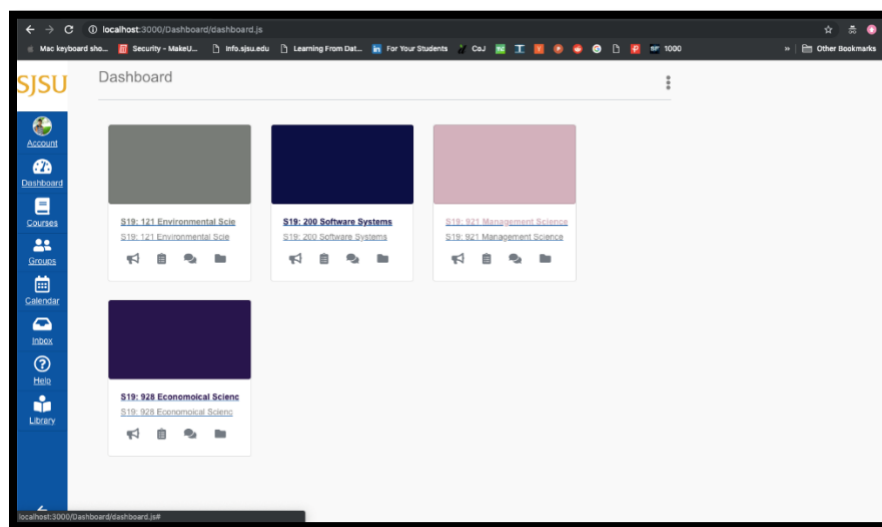 localhost:3000/Dashboard/dashboard.js
Mac keyboard sho... Security - MakeU... Info.sjsu.edu Learning From Dat... For Your Students CoJ 1000 » Other Bookmarks
SJSU
Dashboard
Account
Dashboard
Courses
Groups
Calendar
Inbox
Help
Library
S19: 121 Environmental Scie
S19: 121 Environmental Scie
S19: 200 Software Systems
S19: 200 Software Systems
S19: 921 Management Science
S19: 921 Management Science
S19: 928 Economoical Scienc
S19: 928 Economoical Scienc
localhost:3000/Dashboard/dashboard.js#